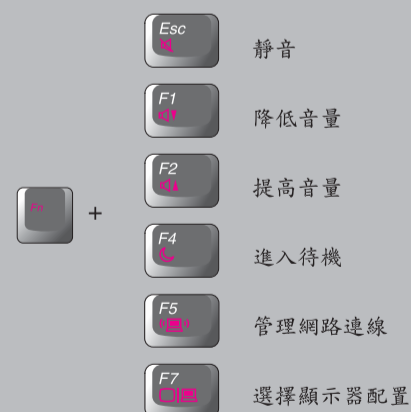 Esc
靜音
F1
降低音量
F2
提高音量
Fn
+
F4
進入待機
F5
管理網路連線
F7
選擇顯示器配置